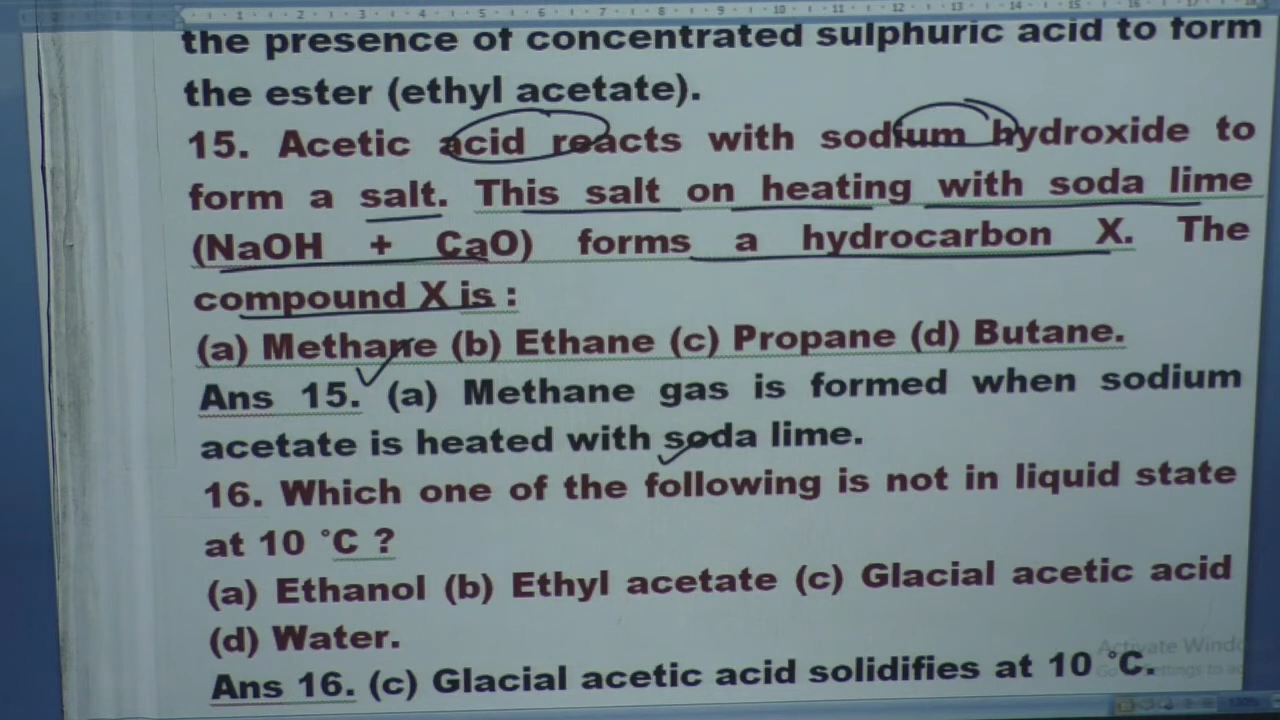 the presence of concentrated sulphuric acid to form
the ester (ethyl acetate).
15. Acetic acid reacts with sodium hydroxide to
form a salt. This salt on heating with soda lime
(NaOH + CaO) forms a hydrocarbon X. The
compound X is :
(a) Methane (b) Ethane (c) Propane (d) Butane.
Ans 15. (a) Methane gas is formed when sodium
acetate is heated with soda lime.
16. Which one of the following is not in liquid state
at 10 °C ?
(a) Ethanol (b) Ethyl acetate (c) Glacial acetic acid
(d) Water.
Ans 16. (c) Glacial acetic acid solidifies at 10 °C.